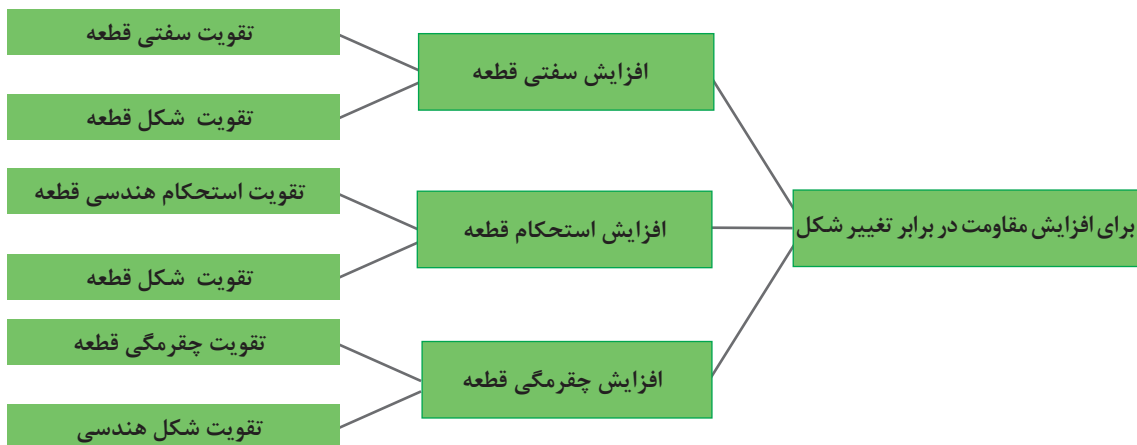 برای افزایش مقاومت در برابر تغییر شکل
افزایش سفتی قطعه
تقویت سفتی قطعه
تقویت شکل قطعه
افزایش استحکام قطعه
تقویت استحکام هندسی قطعه
تقویت شکل قطعه
افزایش چقرمگی قطعه
تقویت چقرمگی قطعه
تقویت شکل هندسی